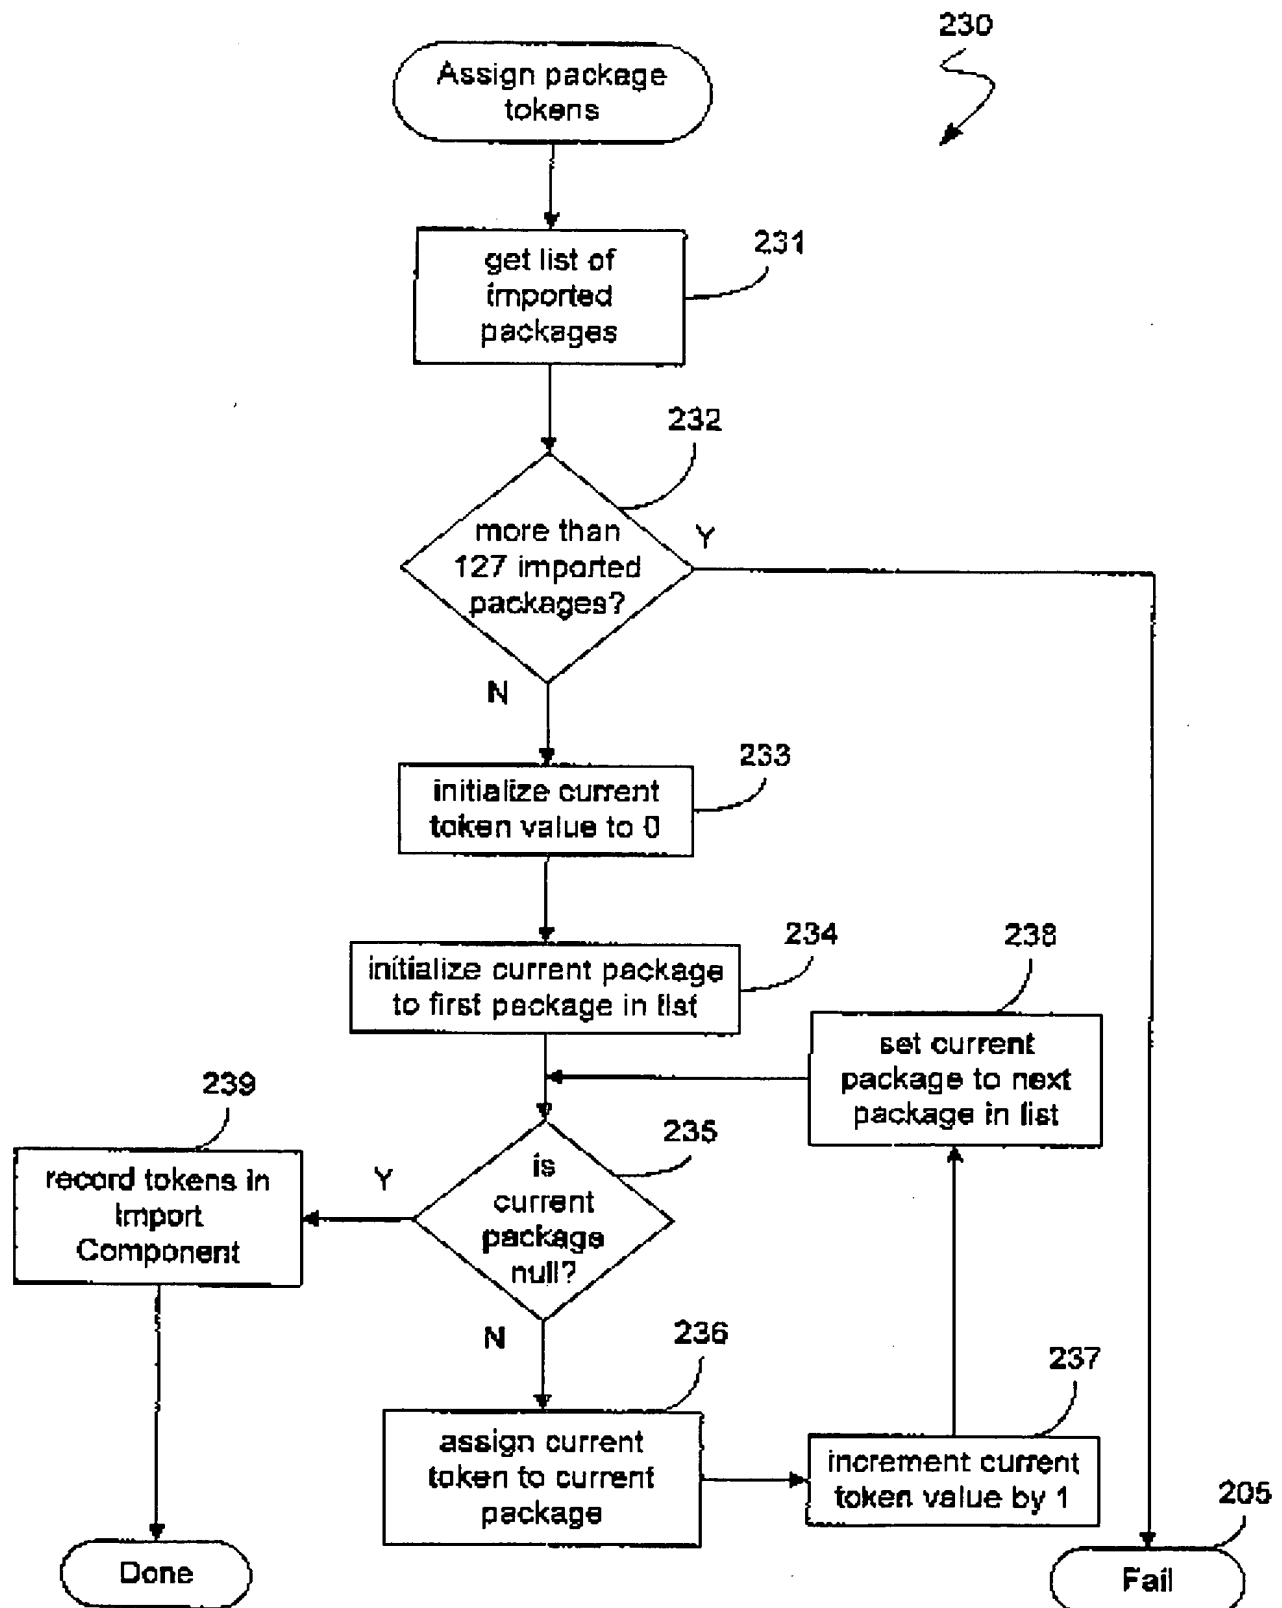 230
Assign package
tokens
231
get list of
imported
packages
232
more than
127 imported
packages?
Y
N
233
initialize current
token value to 0
234
initialize current package
to first package in list
238
set current
package to next
package in list
239
record tokens in
Import
Component
Y
235
is
current
package
null?
N
236
assign current
token to current
package
237
increment current
token value by 1
205
Done
Fail